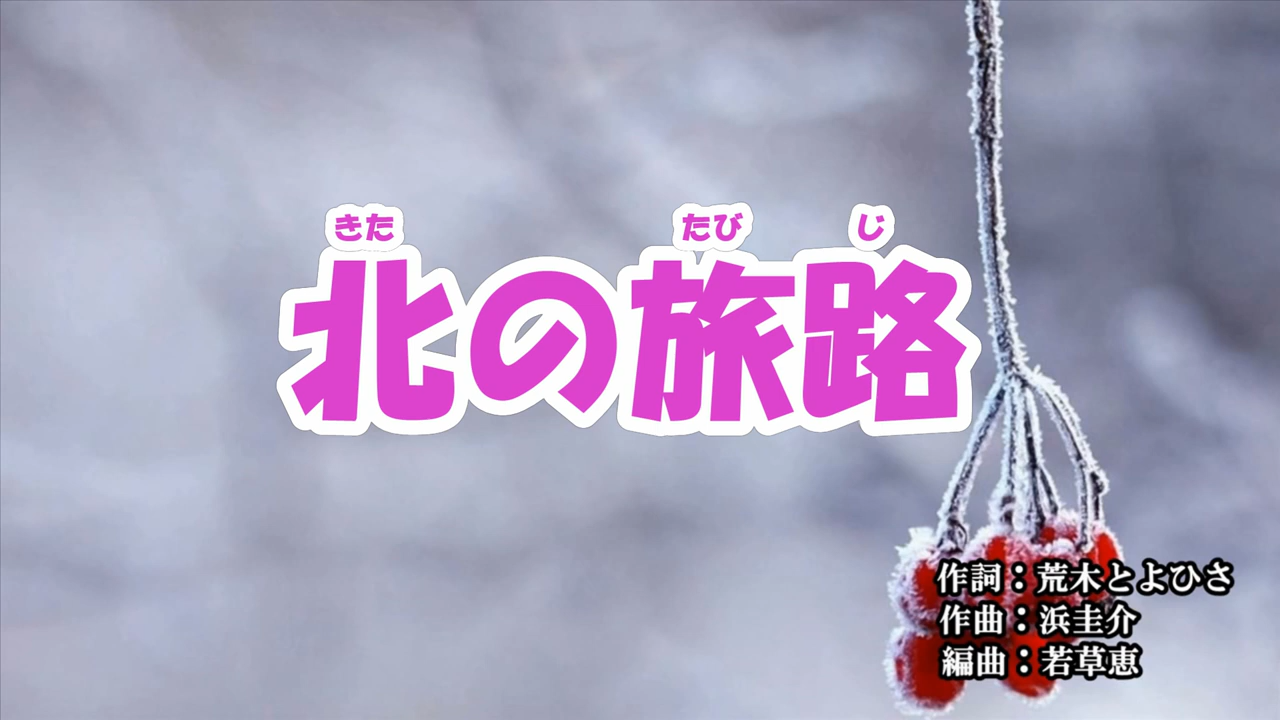 きた たび じ
北の旅路
作詞：荒木とよひさ
作曲：浜圭介
編曲：若草恵